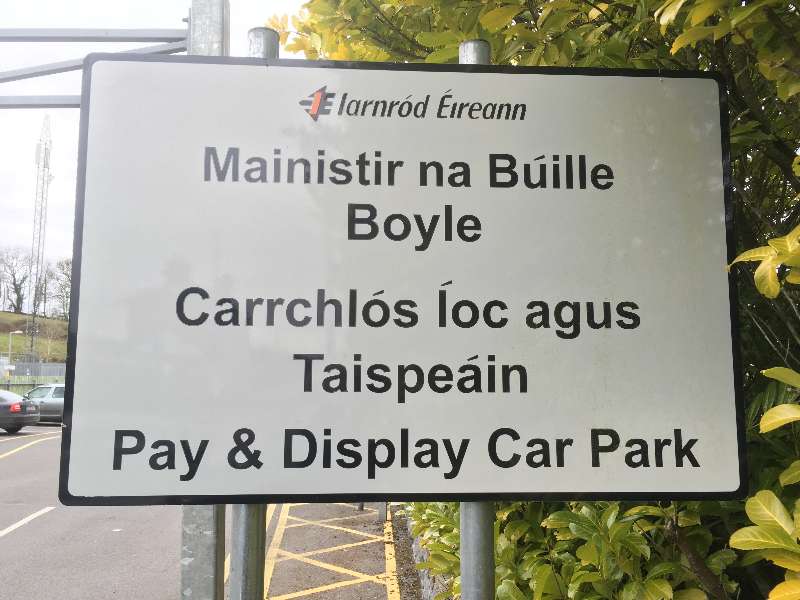 Iarnród Éireann
Mainistir na Búille
Boyle
Carrchlós Íoc agus
Taispeáin
Pay & Display Car Park